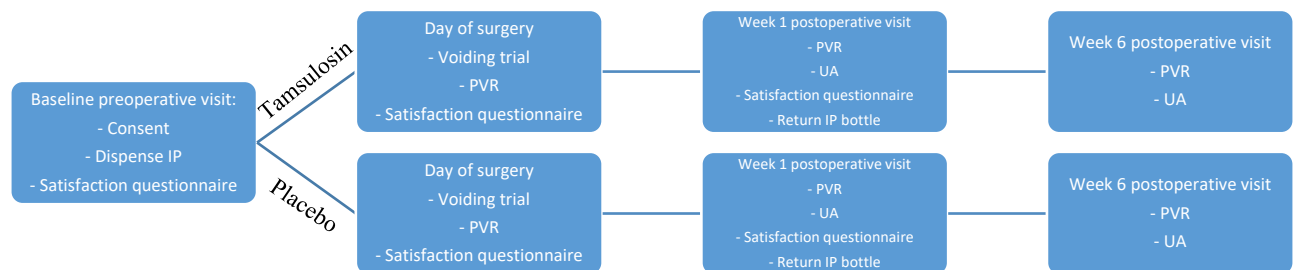 Baseline preoperative visit:
- Consent
- Dispense IP
- Satisfaction questionnaire
Tamsulosin
Day of surgery
- Voiding trial
- PVR
- Satisfaction questionnaire
Week 1 postoperative visit
- PVR
- UA
- Satisfaction questionnaire
- Return IP bottle
Week 6 postoperative visit
- PVR
- UA
Placebo
Day of surgery
- Voiding trial
- PVR
- Satisfaction questionnaire
Week 1 postoperative visit
- PVR
- UA
- Satisfaction questionnaire
- Return IP bottle
Week 6 postoperative visit
- PVR
- UA